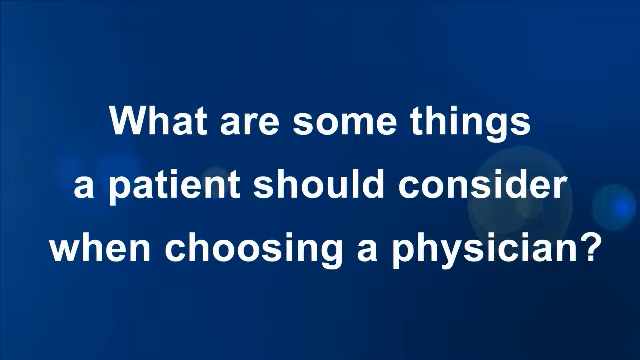 What are some things
a patient should consider
when choosing a physician?